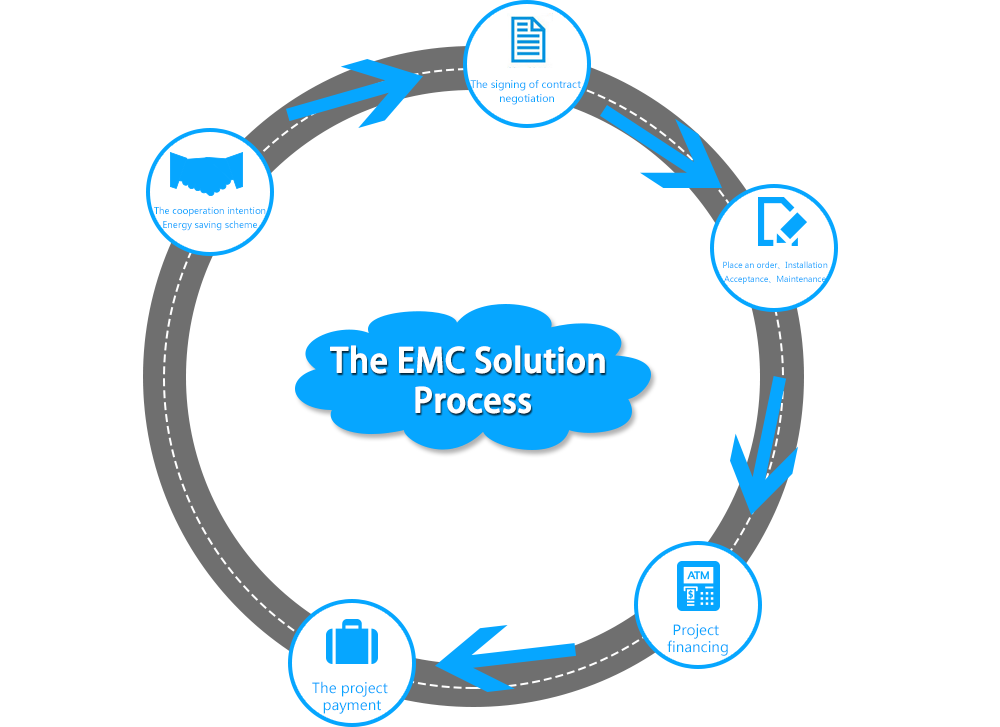 The signing of contract
negotiation
The cooperation intention
Energy saving scheme
Place an order、Installation
Acceptance、Maintenance
The EMC Solution
Process
ATM
$
Project
financing
The project
payment